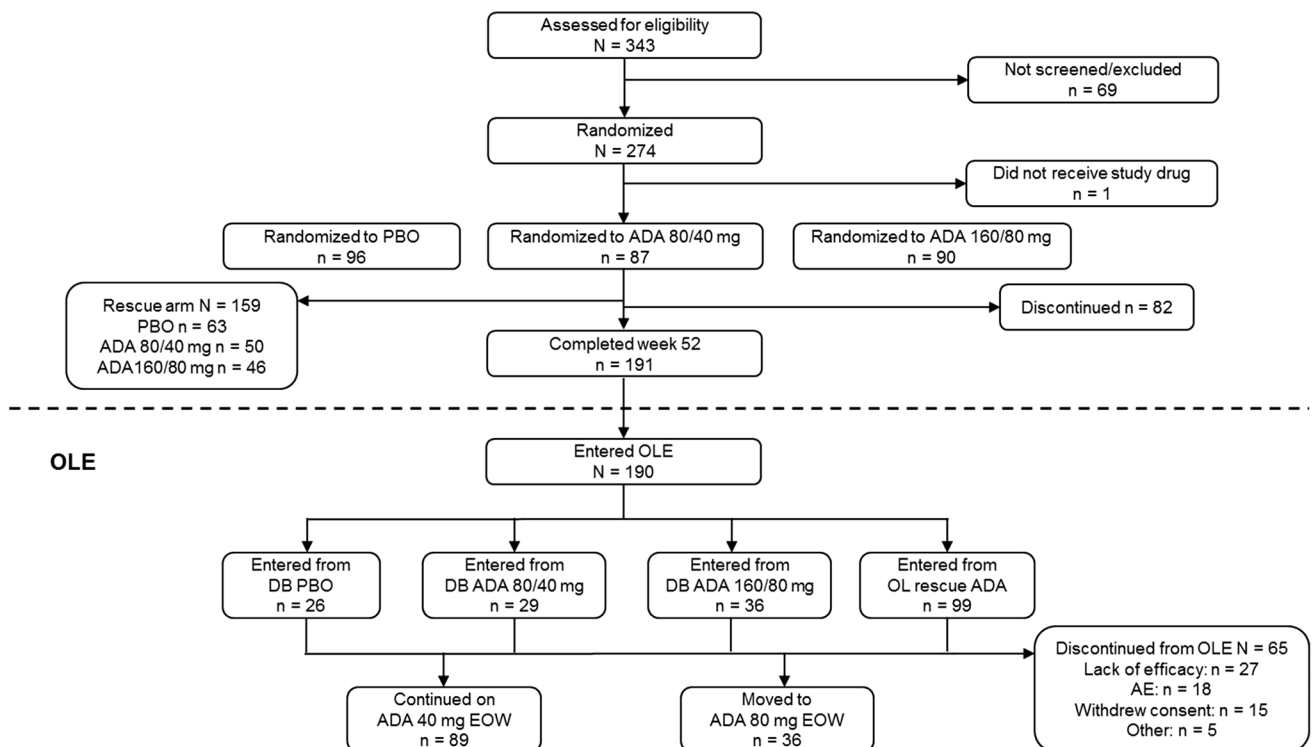 Assessed for eligibility
N = 343
Not screened/excluded
n = 69
Randomized
N = 274
Did not receive study drug
n = 1
Randomized to PBO
n = 96
Randomized to ADA 80/40 mg
n = 87
Randomized to ADA 160/80 mg
n = 90
Rescue arm N = 159
PBO n = 63
ADA 80/40 mg n = 50
ADA160/80 mg n = 46
Discontinued n = 82
Completed week 52
n = 191
OLE
Entered OLE
N = 190
Entered from
DB PBO
n = 26
Entered from
DB ADA 80/40 mg
n = 29
Entered from
DB ADA 160/80 mg
n = 36
Entered from
OL rescue ADA
n = 99
Discontinued from OLE N = 65
Lack of efficacy: n = 27
AE: n = 18
Withdrew consent: n = 15
Other: n = 5
Continued on
ADA 40 mg EOW
n = 89
Moved to
ADA 80 mg EOW
n = 36